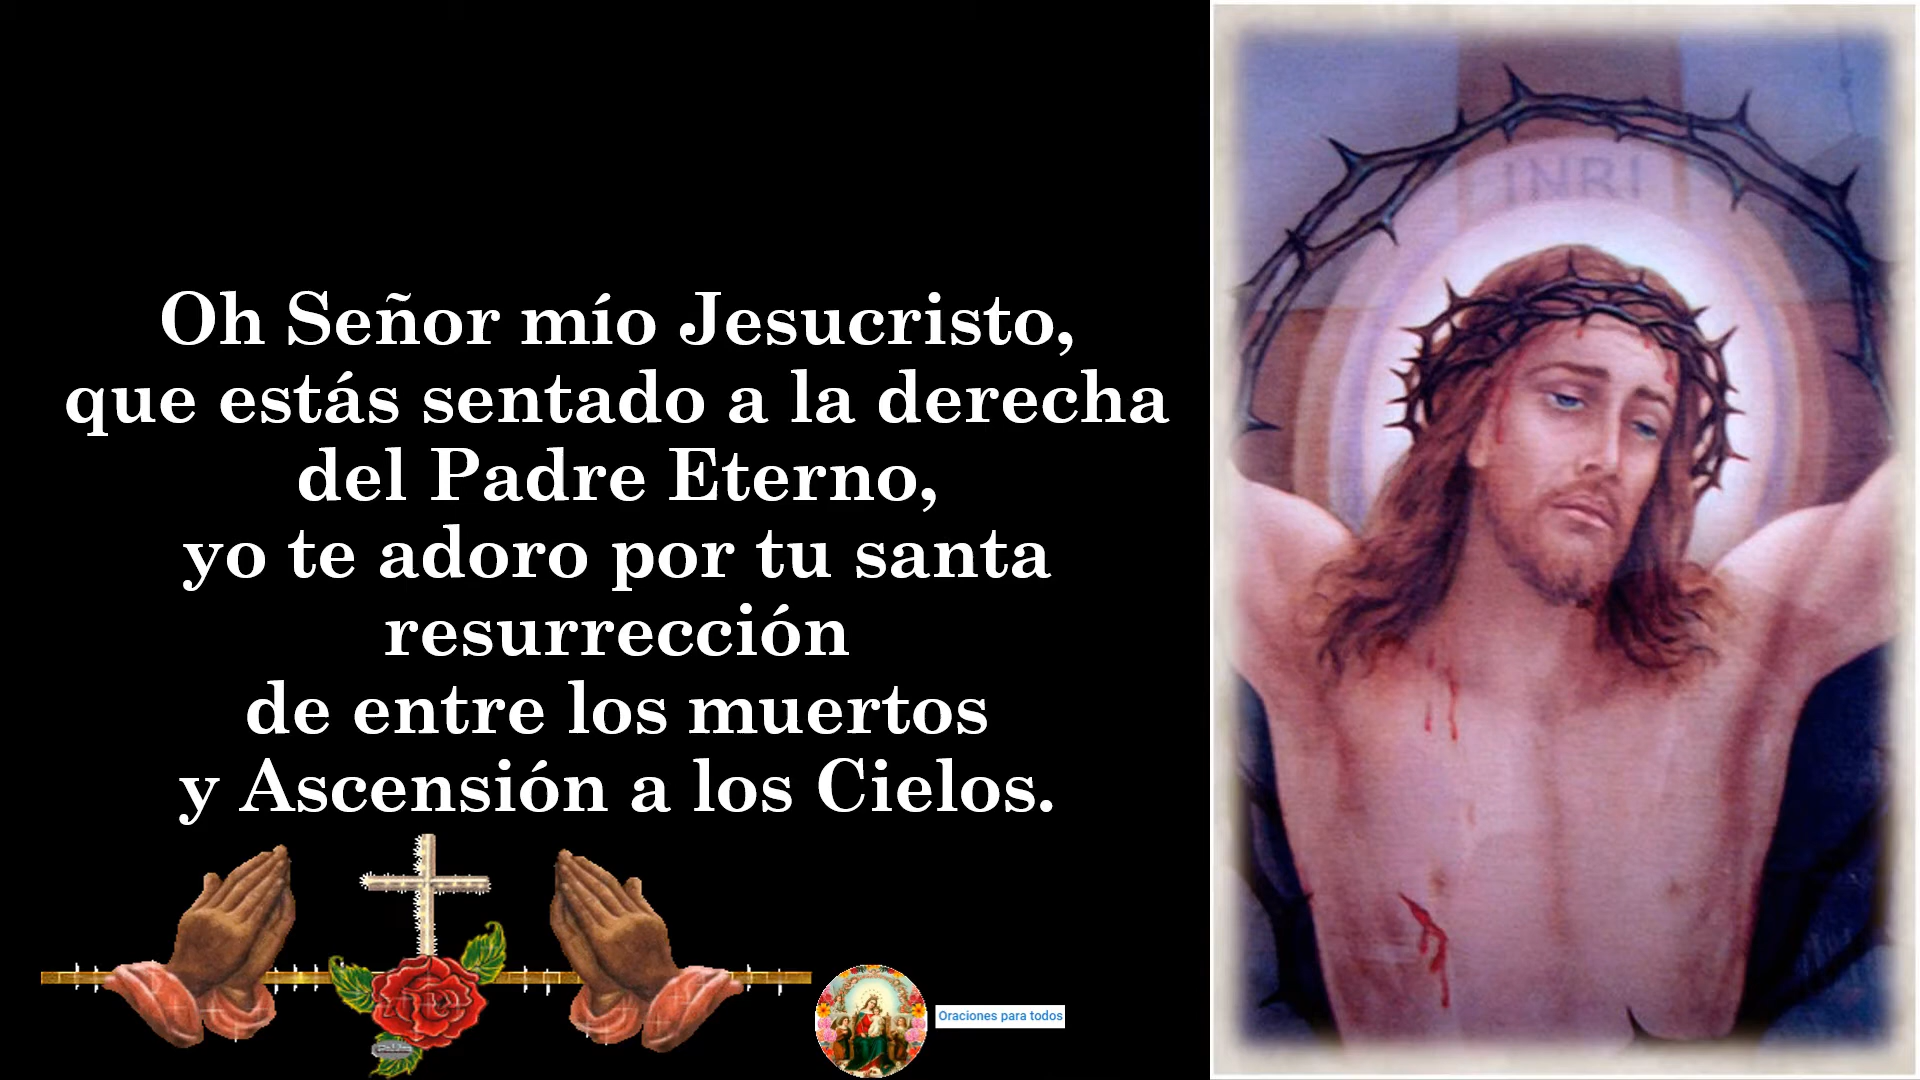 Oh Señor mío Jesucristo,
que estás sentado a la derecha
del Padre Eterno,
yo te adoro por tu santa
resurrección
de entre los muertos
y Ascensión a los Cielos.
Oraciones para todos
INRI